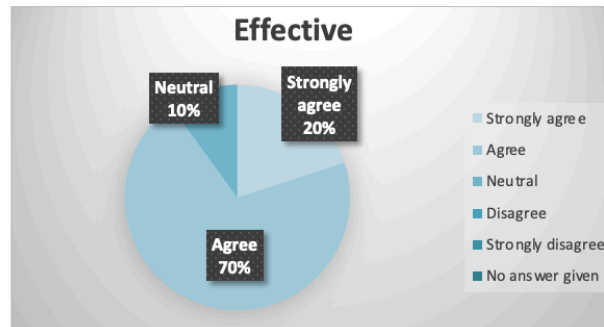 Effective
Neutral
10%
Strongly
agree
20%
Agree
70%
Strongly agree
Agree
Neutral
Disagree
Strongly disagree
No answer given